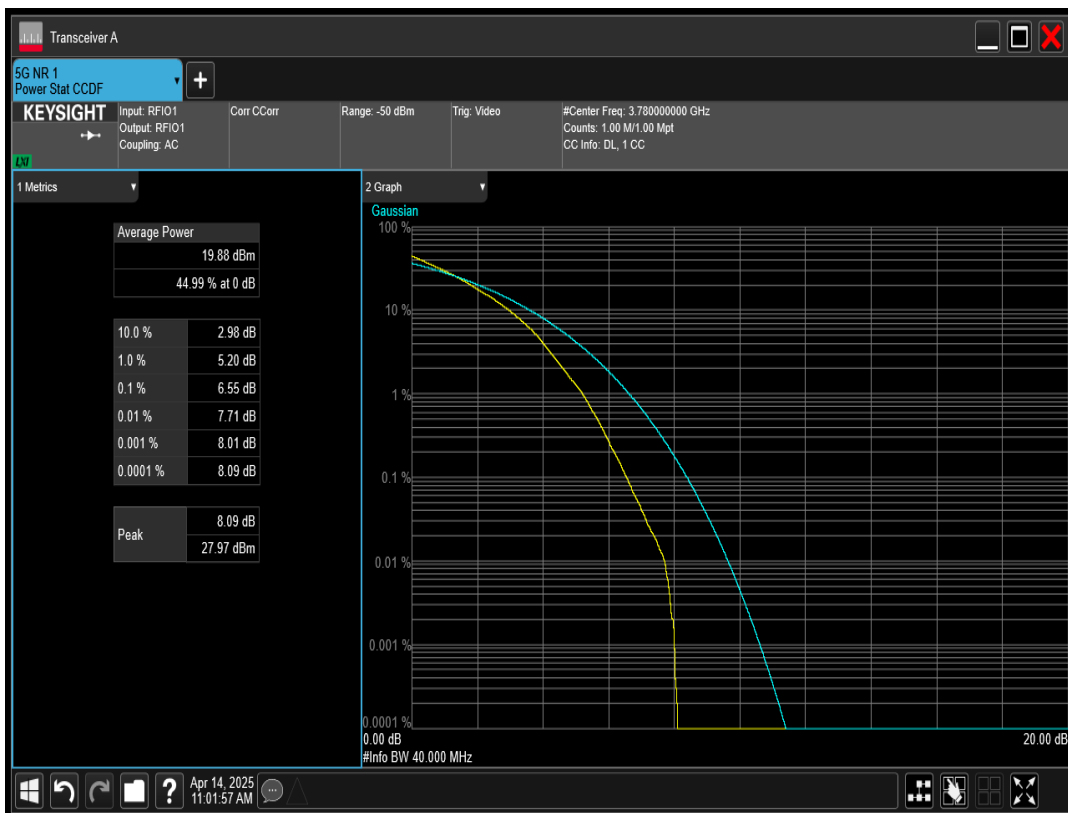 Transceiver A
5G NR 1
Power Stat CCDF
+
KEYSIGHT
LXI
Input: RFIO1
Output: RFIO1
Coupling: AC
Corr CCorr
Range: -50 dBm
Trig: Video
#Center Freq: 3.780000000 GHz
Counts: 1.00 M/1.00 Mpt
CC Info: DL, 1 CC
1 Metrics
Average Power
19.88 dBm
44.99 % at 0 dB
10.0 % 2.98 dB
1.0 % 5.20 dB
0.1 % 6.55 dB
0.01 % 7.71 dB
0.001 % 8.01 dB
0.0001 % 8.09 dB
Peak 8.09 dB
27.97 dBm
2 Graph
Gaussian
100 %
10 %
1 %
0.1 %
0.01 %
0.001 %
0.0001 %
0.00 dB 20.00 dB
#Info BW 40.000 MHz
?
Apr 14, 2025
11:01:57 AM